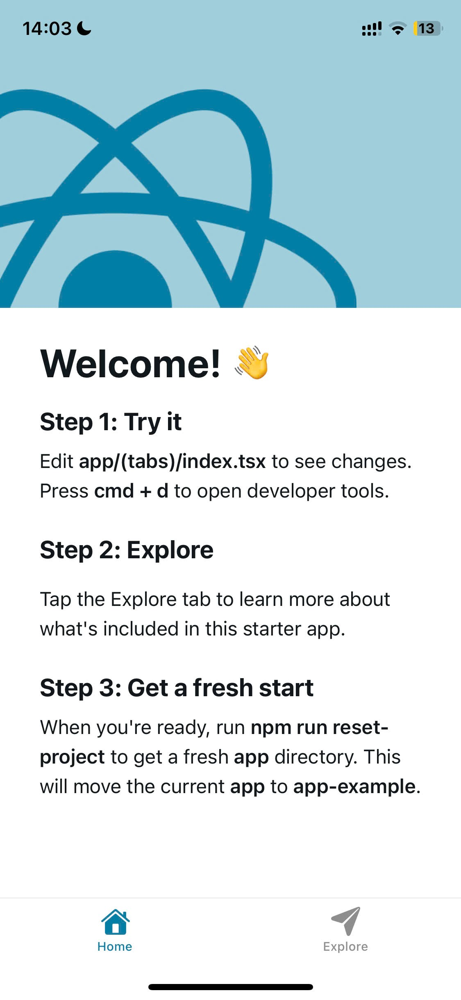 14:03
13
Welcome! 👋
Step 1: Try it
Edit app/(tabs)/index.tsx to see changes.
Press cmd + d to open developer tools.
Step 2: Explore
Tap the Explore tab to learn more about
what's included in this starter app.
Step 3: Get a fresh start
When you're ready, run npm run reset-
project to get a fresh app directory. This
will move the current app to app-example.
Home
Explore